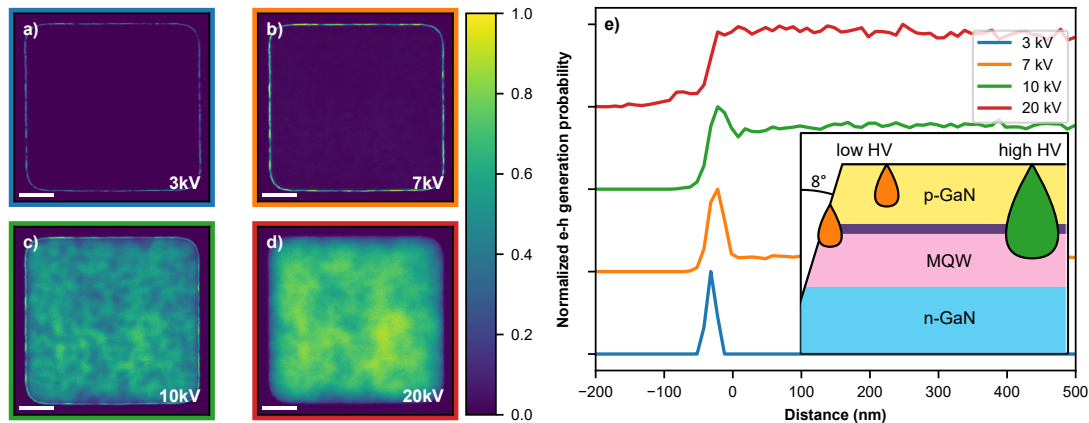 a)
3kV
b)
7kV
c)
10kV
d)
20kV
1.0
0.8
0.6
0.4
0.2
0.0
e)
Normalized e-h generation probability
3 kV
7 kV
10 kV
20 kV
low HV
high HV
8°
p-GaN
MQW
n-GaN
−200
−100
0
100
200
300
400
500
Distance (nm)